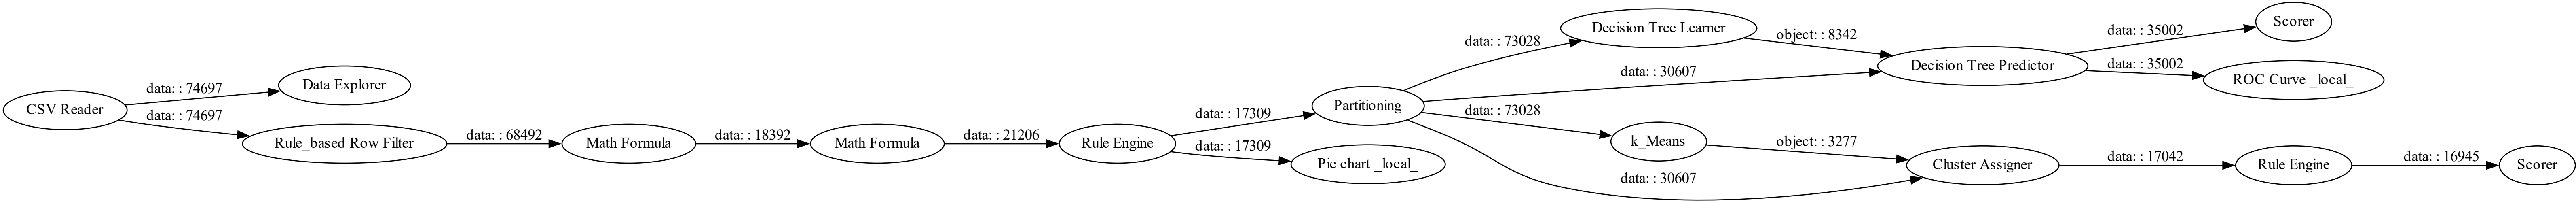 CSV Reader
data: : 74697
data: : 74697
Data Explorer
Rule_based Row Filter
data: : 68492
Math Formula
data: : 18392
Math Formula
data: : 21206
Rule Engine
data: : 17309
data: : 17309
Partitioning
Pie chart _local_
data: : 73028
data: : 30607
data: : 73028
data: : 30607
Decision Tree Learner
object: : 8342
Decision Tree Predictor
data: : 35002
data: : 35002
Scorer
ROC Curve _local_
k_Means
object: : 3277
Cluster Assigner
data: : 17042
Rule Engine
data: : 16945
Scorer